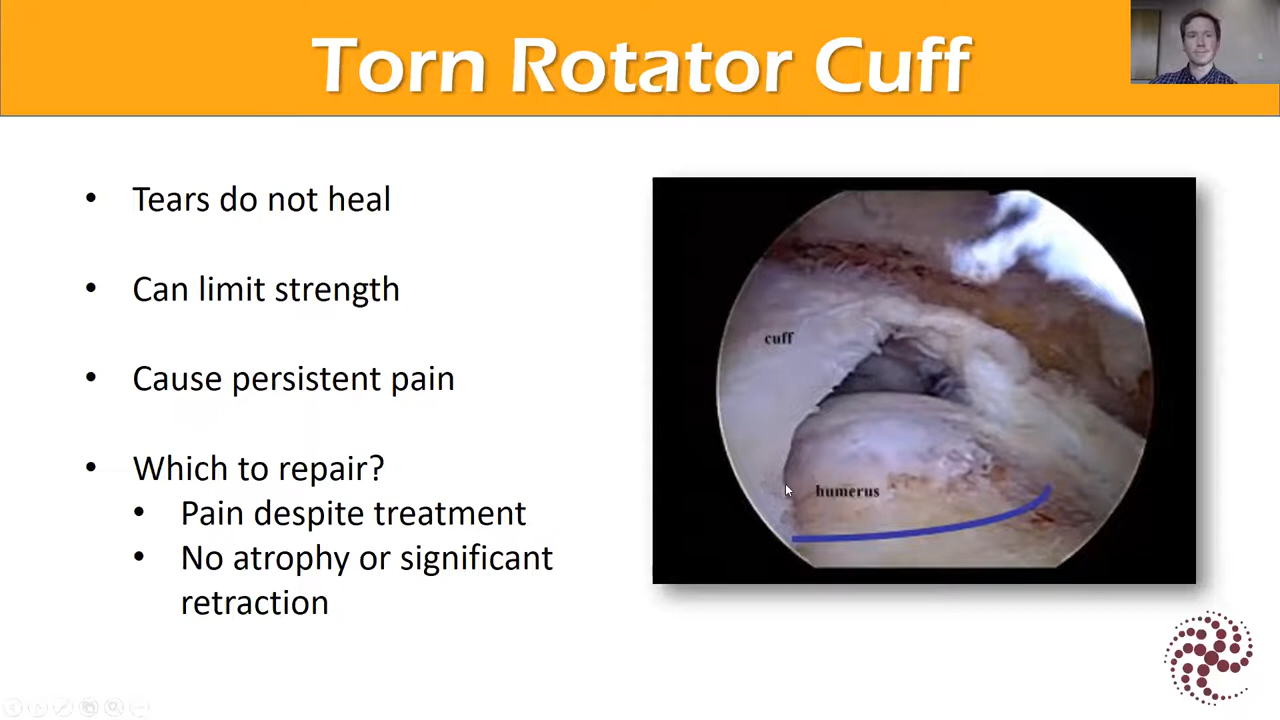 Torn Rotator Cuff
• Tears do not heal
• Can limit strength
• Cause persistent pain
• Which to repair?
• Pain despite treatment
• No atrophy or significant
retraction
cuff
humerus